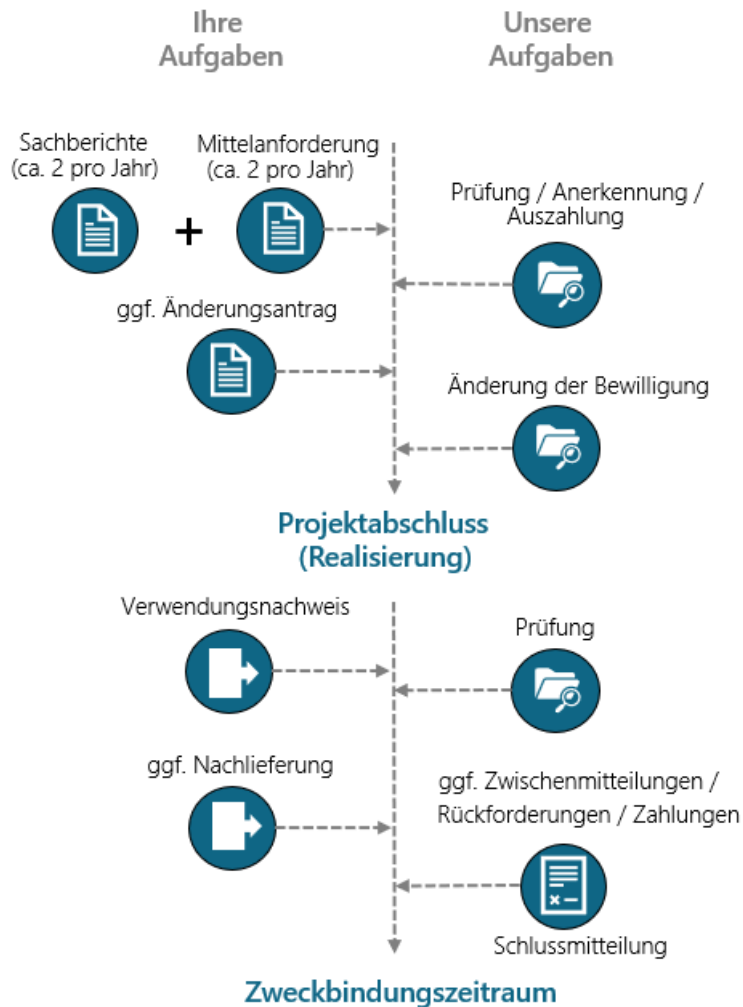 Ihre
Aufgaben
Unsere
Aufgaben
Sachberichte
(ca. 2 pro Jahr)
Mittelanforderung
(ca. 2 pro Jahr)
+
Prüfung / Anerkennung /
Auszahlung
ggf. Änderungsantrag
Änderung der Bewilligung
Projektabschluss
(Realisierung)
Verwendungsnachweis
Prüfung
ggf. Nachlieferung
ggf. Zwischenmitteilungen /
Rückforderungen / Zahlungen
Schlussmitteilung
Zweckbindungszeitraum